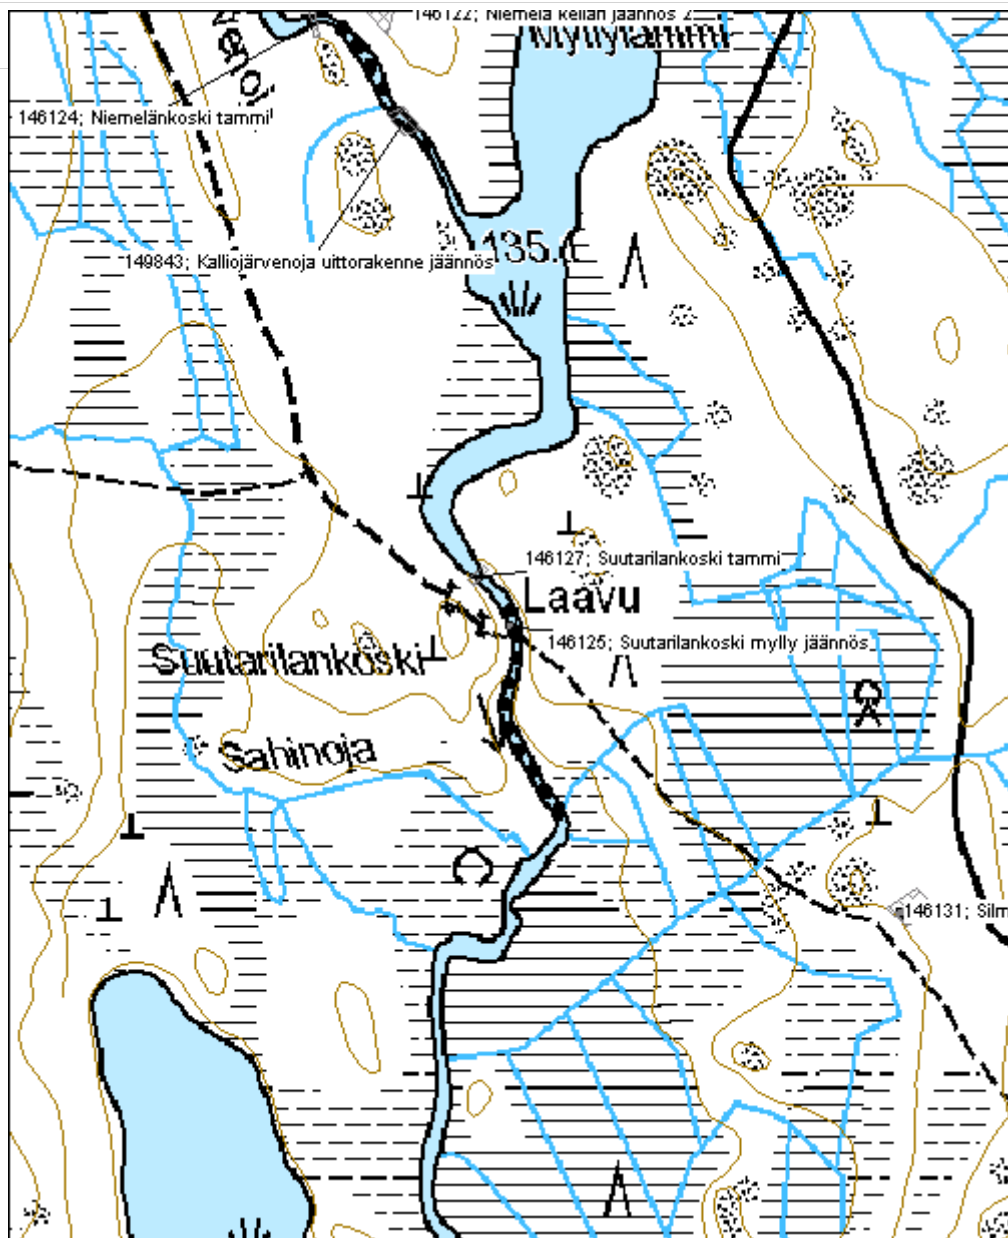 146122; Niemelä kellari jäännös 2
Myllylammi
146124; Niemelänkoski tammi
135.
149843; Kalliojärvenoja uittorakenne jäännös
146127; Suutarilankoski tammi
Laavu
146125; Suutarilankoski mylly jäännös
Suutarilankoski
Sahinoja
146131; Silm